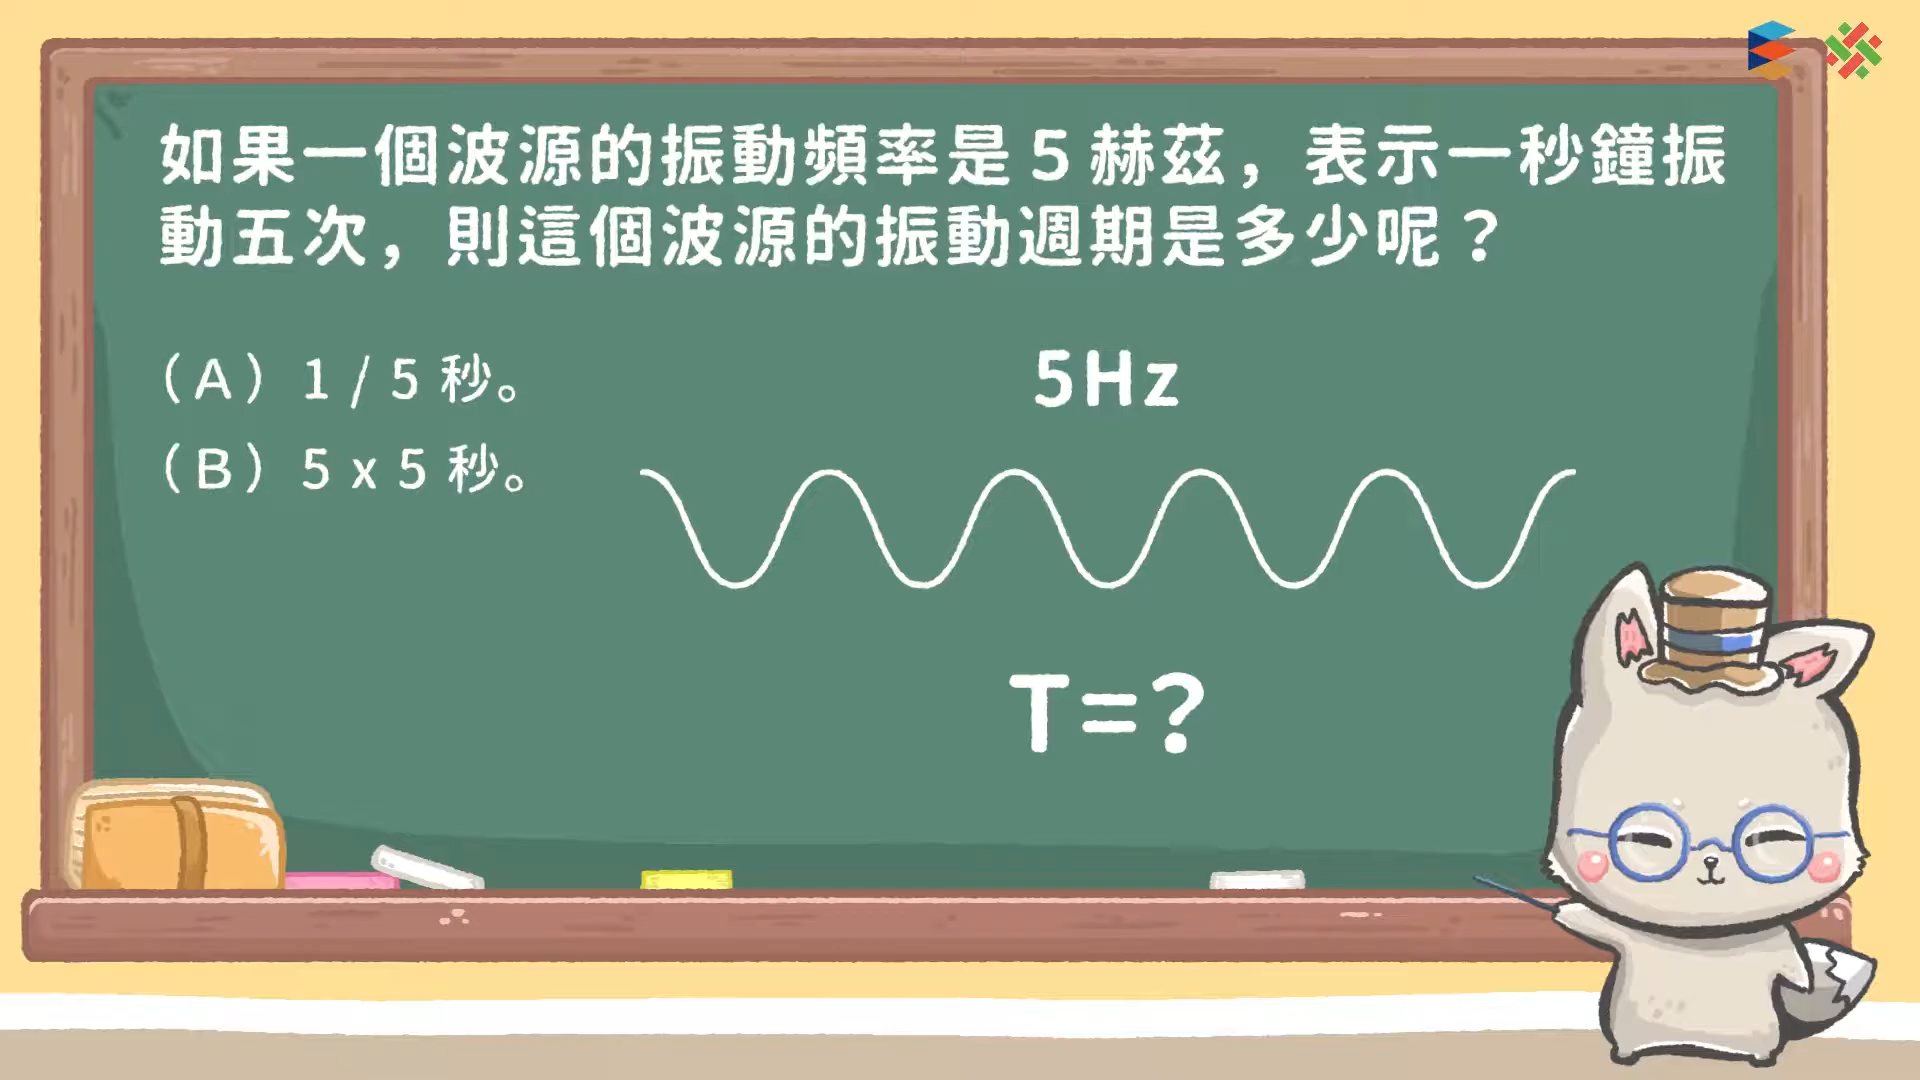 如果一個波源的振動頻率是 5 赫茲，表示一秒鐘振
動五次，則這個波源的振動週期是多少呢？
（A）1 / 5 秒。
5Hz
（B）5 x 5 秒。
T=?